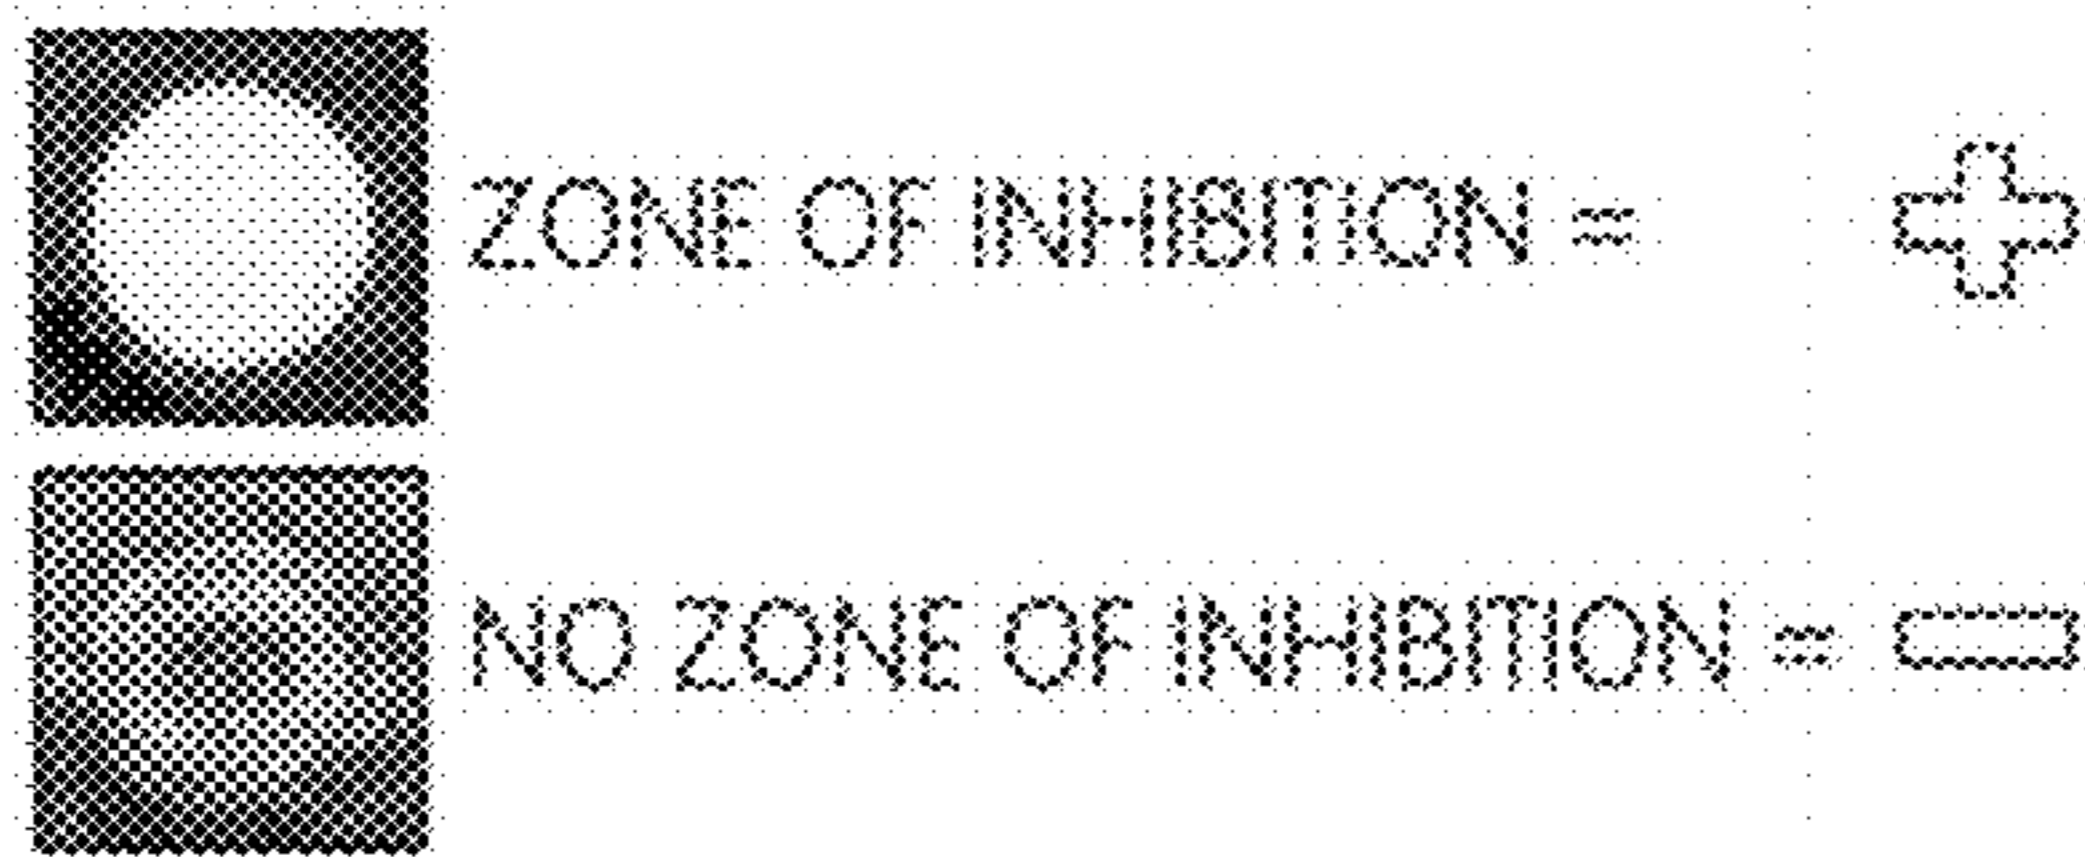 ZONE OF INHIBITION = +
NO ZONE OF INHIBITION = -